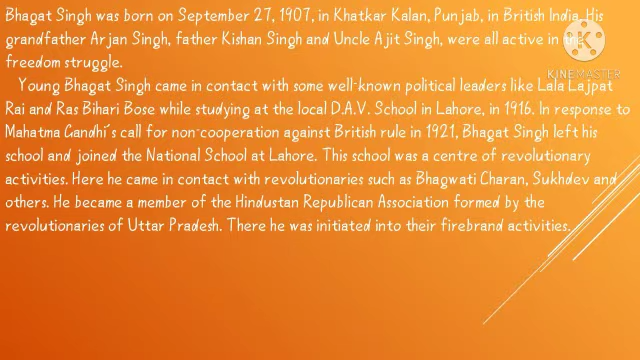 Bhagat Singh was born on September 27, 1907, in Khatkar Kalan, Punjab, in British India. His
grandfather Arjan Singh, father Kishan Singh and Uncle Ajit Singh, were all active in the
freedom struggle.
Young Bhagat Singh came in contact with some well-known political leaders like Lala Lajpat
Rai and Ras Bihari Bose while studying at the local D.A.V. School in Lahore, in 1916. In response to
Mahatma Gandhi's call for non-cooperation against British rule in 1921, Bhagat Singh left his
school and joined the National School at Lahore. This school was a centre of revolutionary
activities. Here he came in contact with revolutionaries such as Bhagwati Charan, Sukhdev and
others. He became a member of the Hindustan Republican Association formed by the
revolutionaries of Uttar Pradesh. There he was initiated into their firebrand activities.
KINEMASTER